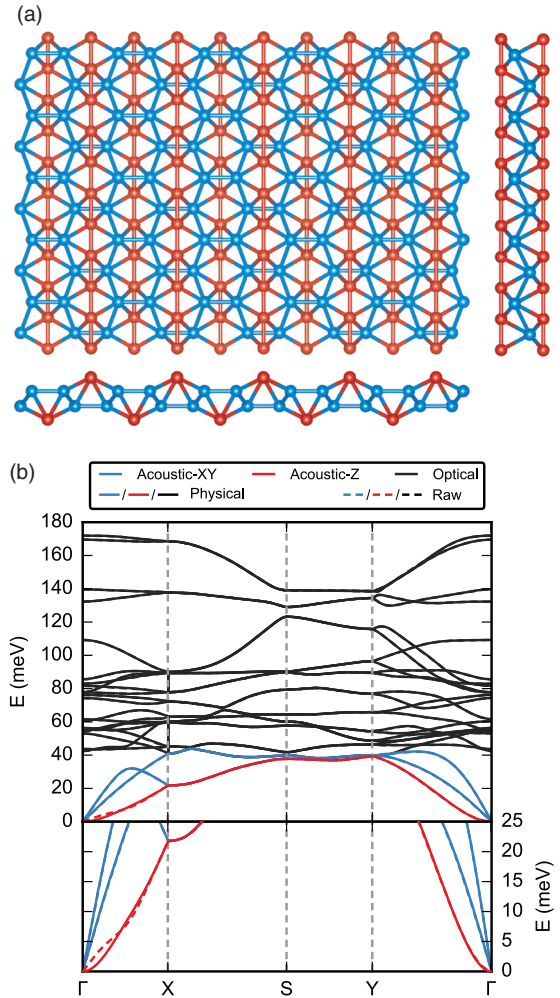 (a)
(b)
Acoustic-XY Acoustic-Z Optical
/ / Physical / / Raw
180
160
140
120
100
80
60
40
20
0
E (meV)
25
20
15
10
5
0
E (meV)
Γ X S Y Γ